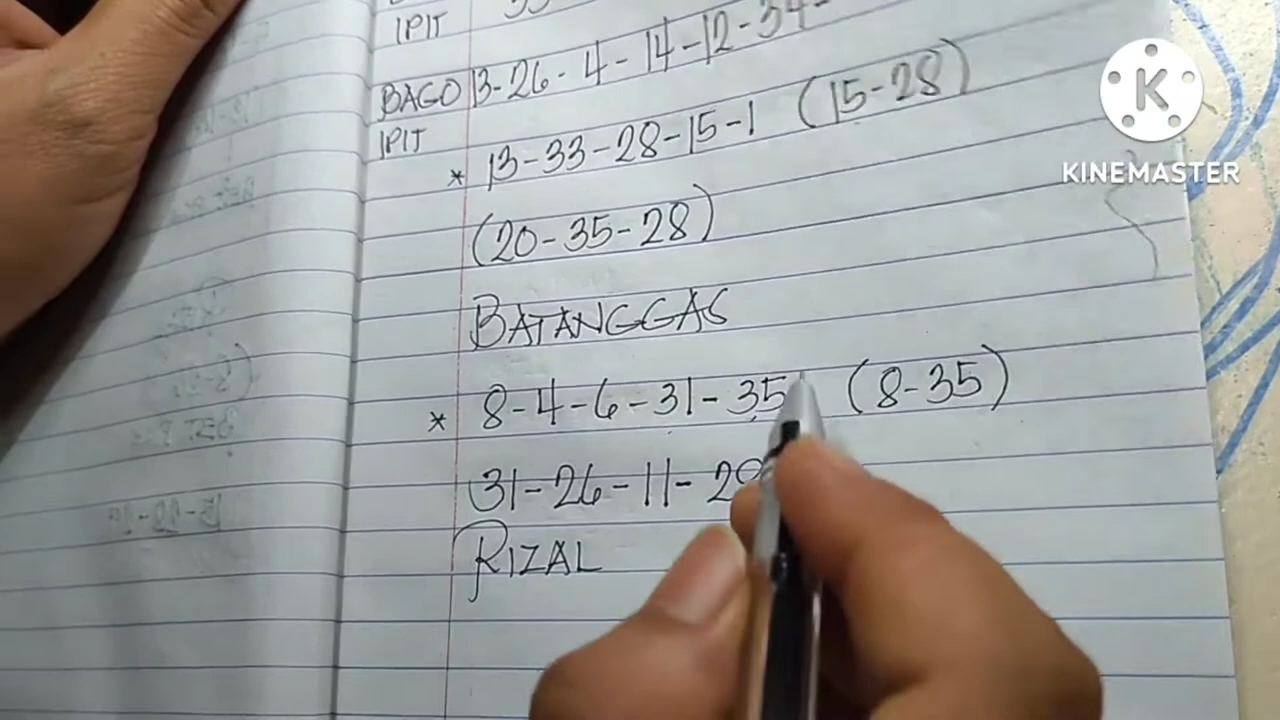 IPIT
BAGO 13-26-4-14-12-34-
IPIT
* 13-33-28-15-1 (15-28)
(20-35-28)
BATANGGAS
* 8-4-6-31-35 (8-35)
31-26-11-28
RIZAL
K
KINEMASTER